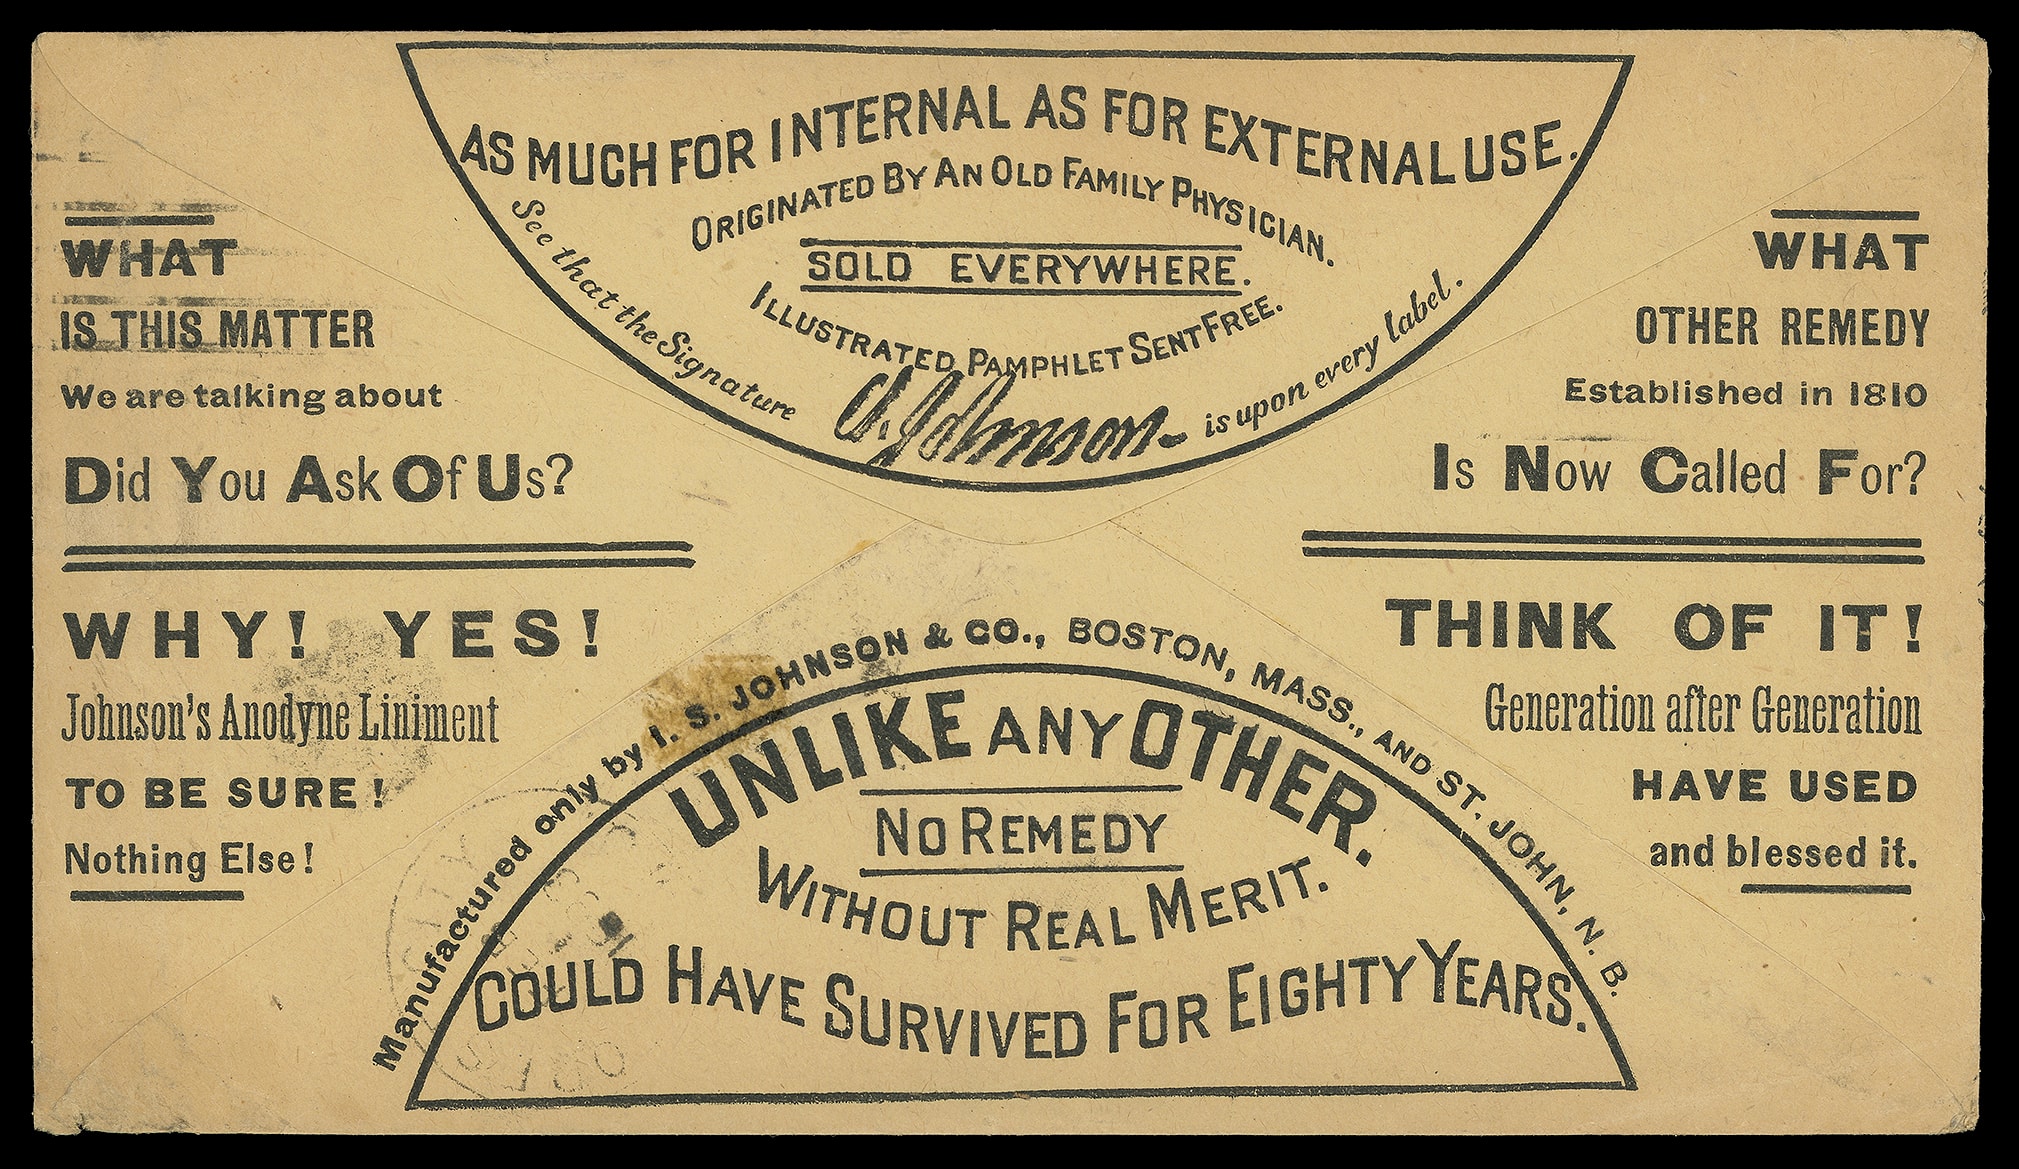 AS MUCH FOR INTERNAL AS FOR EXTERNAL USE.
ORIGINATED BY AN OLD FAMILY PHYSICIAN.
SOLD EVERYWHERE.
ILLUSTRATED PAMPHLET SENT FREE.
See that the Signature
I. S. Johnson
is upon every label.
WHAT
IS THIS MATTER
We are talking about
Did You Ask Of Us?
WHY! YES!
Johnson's Anodyne Liniment
TO BE SURE!
Nothing Else!
WHAT
OTHER REMEDY
Established in 1810
Is Now Called For?
THINK OF IT!
Generation after Generation
HAVE USED
and blessed it.
Manufactured only by I. S. JOHNSON & CO., BOSTON, MASS., AND ST. JOHN, N. B.
UNLIKE ANY OTHER.
NO REMEDY
WITHOUT REAL MERIT.
COULD HAVE SURVIVED FOR EIGHTY YEARS.